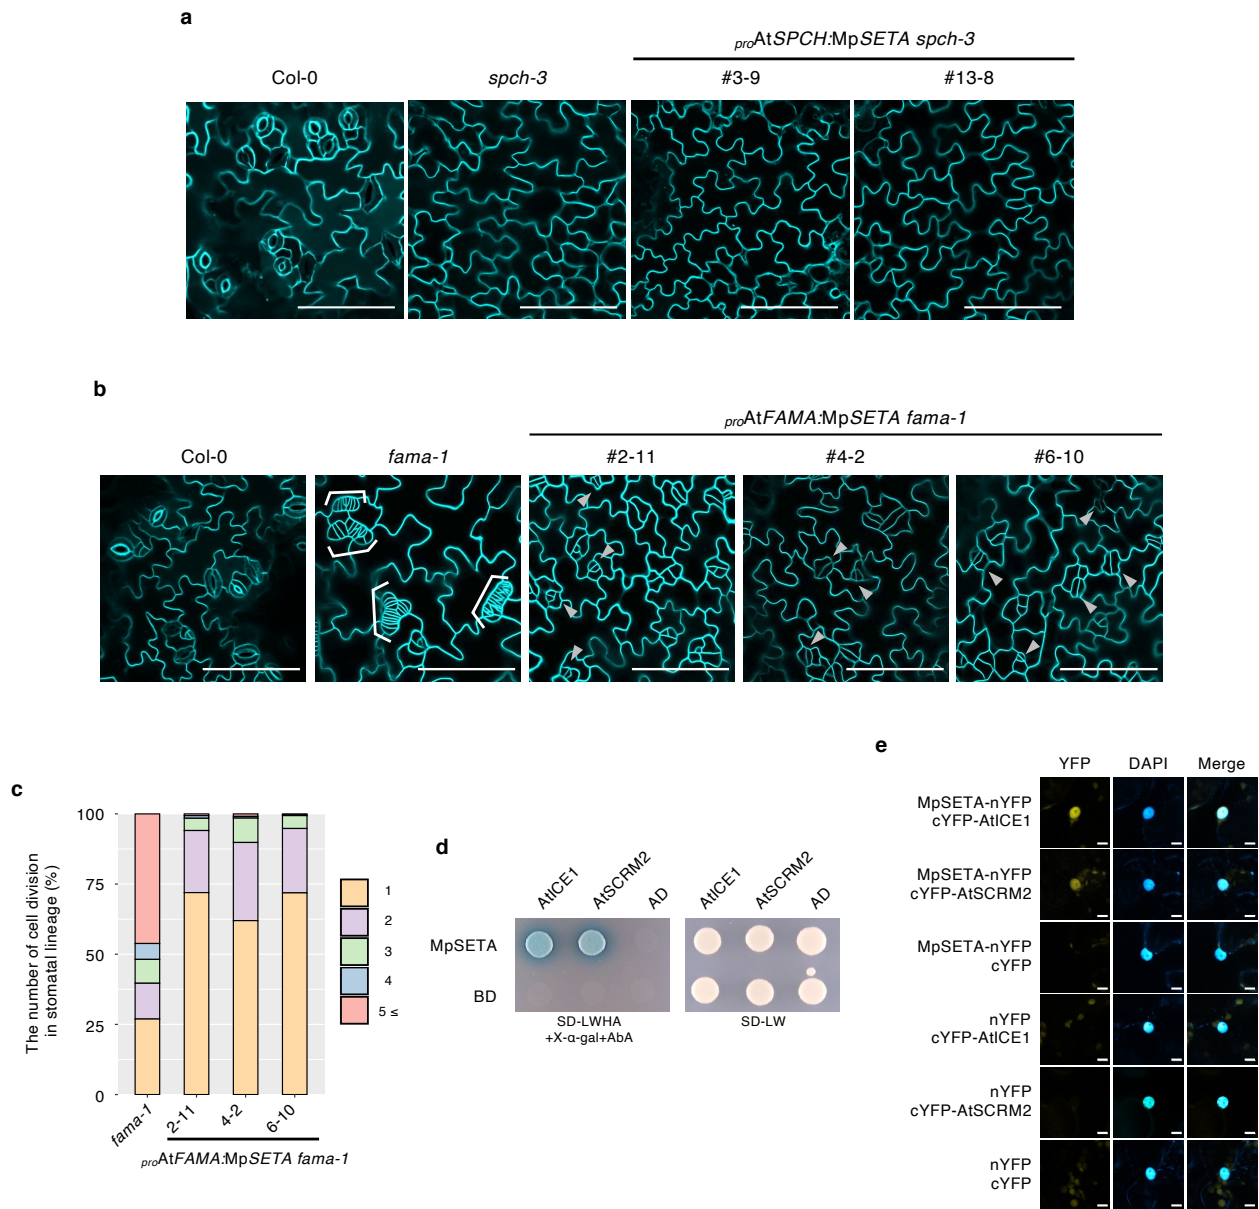 a
proAtSPCH:MpSETA spch-3
Col-0
spch-3
#3-9
#13-8
b
proAtFAMA:MpSETA fama-1
Col-0
fama-1
#2-11
#4-2
#6-10
c
The number of cell division
in stomatal lineage (%)
100
75
50
25
0
fama-1
2-11
4-2
6-10
proAtFAMA:MpSETA fama-1
1
2
3
4
5 ≤
d
AtICE1
AtSCRM2
AD
AtICE1
AtSCRM2
AD
MpSETA
BD
SD-LWHA
+X-α-gal+AbA
SD-LW
e
YFP
DAPI
Merge
MpSETA-nYFP
cYFP-AtICE1
MpSETA-nYFP
cYFP-AtSCRM2
MpSETA-nYFP
cYFP
nYFP
cYFP-AtICE1
nYFP
cYFP-AtSCRM2
nYFP
cYFP